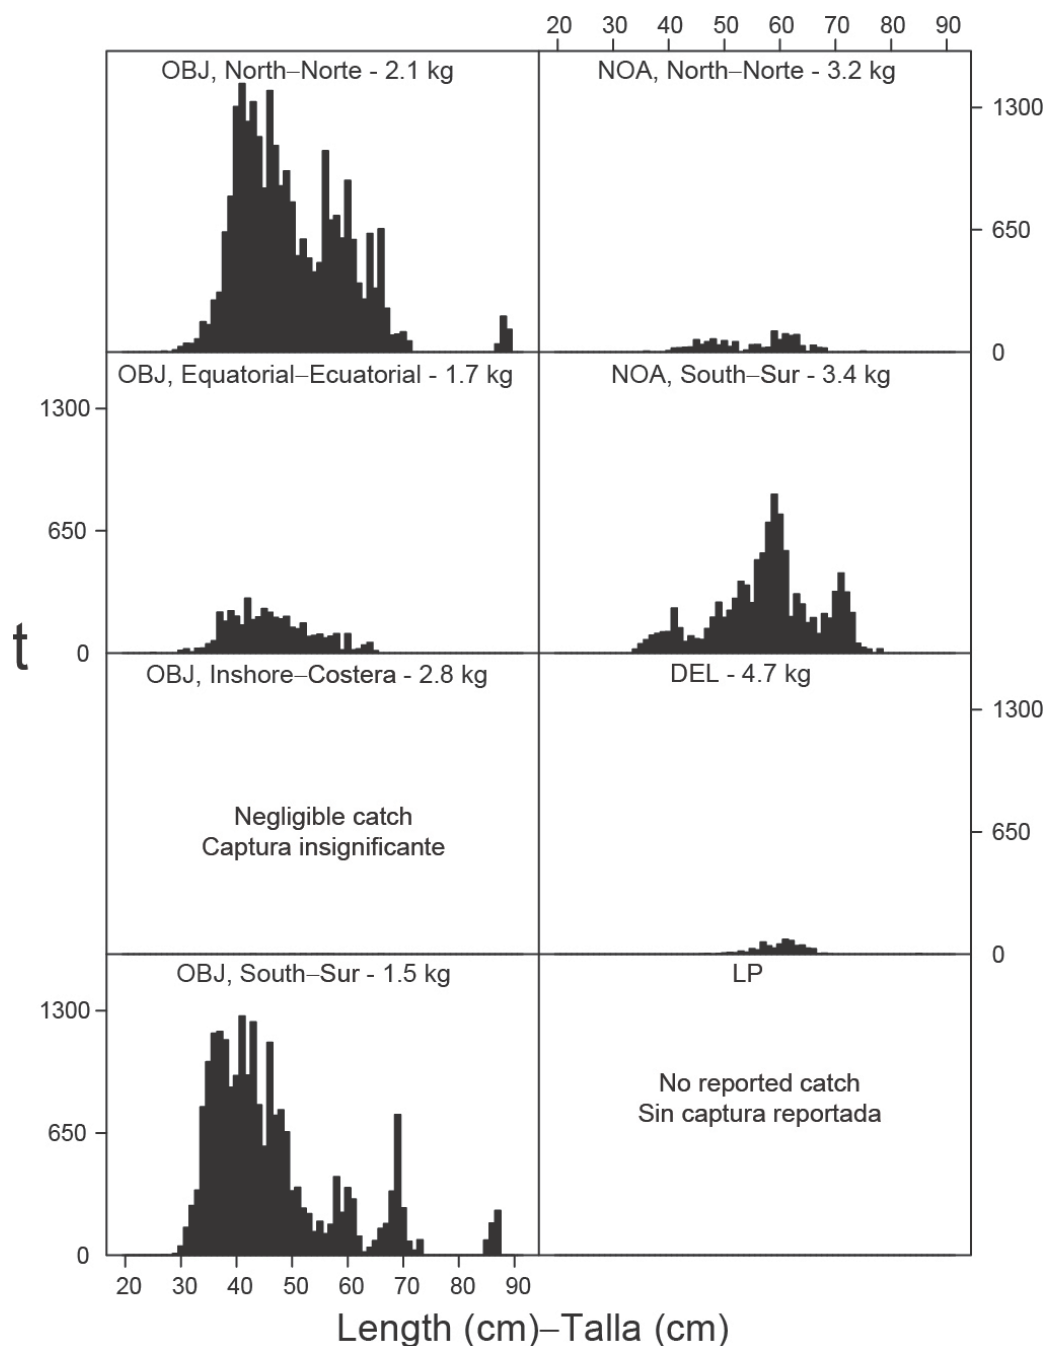 20 30 40 50 60 70 80 90
OBJ, North–Norte - 2.1 kg
NOA, North–Norte - 3.2 kg
1300
650
0
OBJ, Equatorial–Ecuatorial - 1.7 kg
NOA, South–Sur - 3.4 kg
1300
650
0
t
OBJ, Inshore–Costera - 2.8 kg
DEL - 4.7 kg
1300
650
0
Negligible catch
Captura insignificante
OBJ, South–Sur - 1.5 kg
LP
1300
650
0
No reported catch
Sin captura reportada
20 30 40 50 60 70 80 90
Length (cm)–Talla (cm)